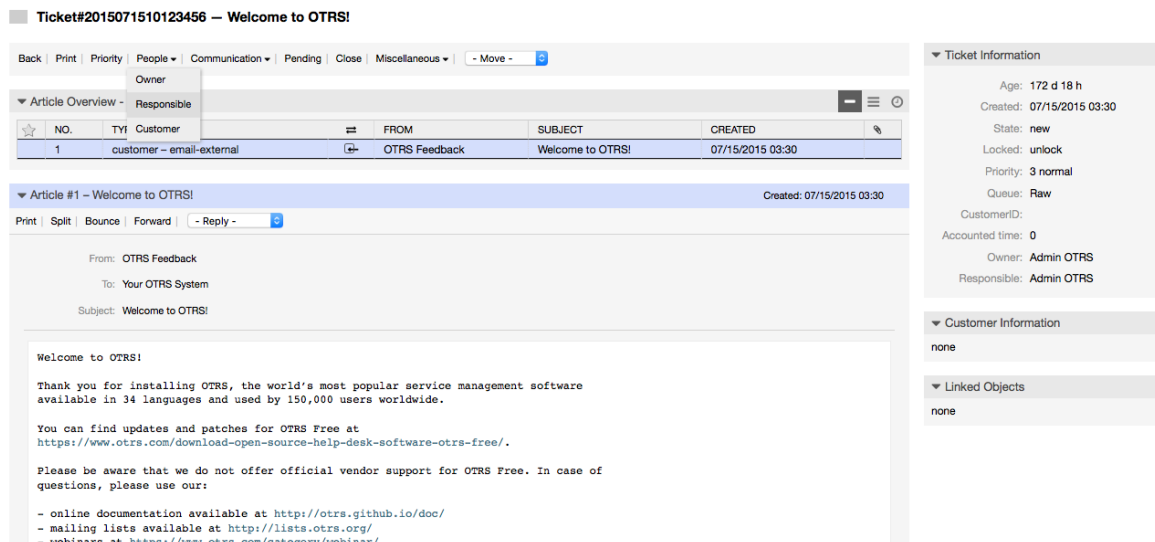 Ticket#2015071510123456 — Welcome to OTRS!
Back Print Priority People Communication Pending Close Miscellaneous - Move -
Owner
Responsible
Customer
Article Overview -
NO. TYP FROM SUBJECT CREATED
1 customer – email-external OTRS Feedback Welcome to OTRS! 07/15/2015 03:30
Article #1 – Welcome to OTRS! Created: 07/15/2015 03:30
Print Split Bounce Forward - Reply -
From: OTRS Feedback
To: Your OTRS System
Subject: Welcome to OTRS!
Welcome to OTRS!
Thank you for installing OTRS, the world's most popular service management software
available in 34 languages and used by 150,000 users worldwide.
You can find updates and patches for OTRS Free at
https://www.otrs.com/download-open-source-help-desk-software-otrs-free/.
Please be aware that we do not offer official vendor support for OTRS Free. In case of
questions, please use our:
- online documentation available at http://otrs.github.io/doc/
- mailing lists available at http://lists.otrs.org/
- webinars at https://www.otrs.com/category/webinar/
Ticket Information
Age: 172 d 18 h
Created: 07/15/2015 03:30
State: new
Locked: unlock
Priority: 3 normal
Queue: Raw
CustomerID:
Accounted time: 0
Owner: Admin OTRS
Responsible: Admin OTRS
Customer Information
none
Linked Objects
none